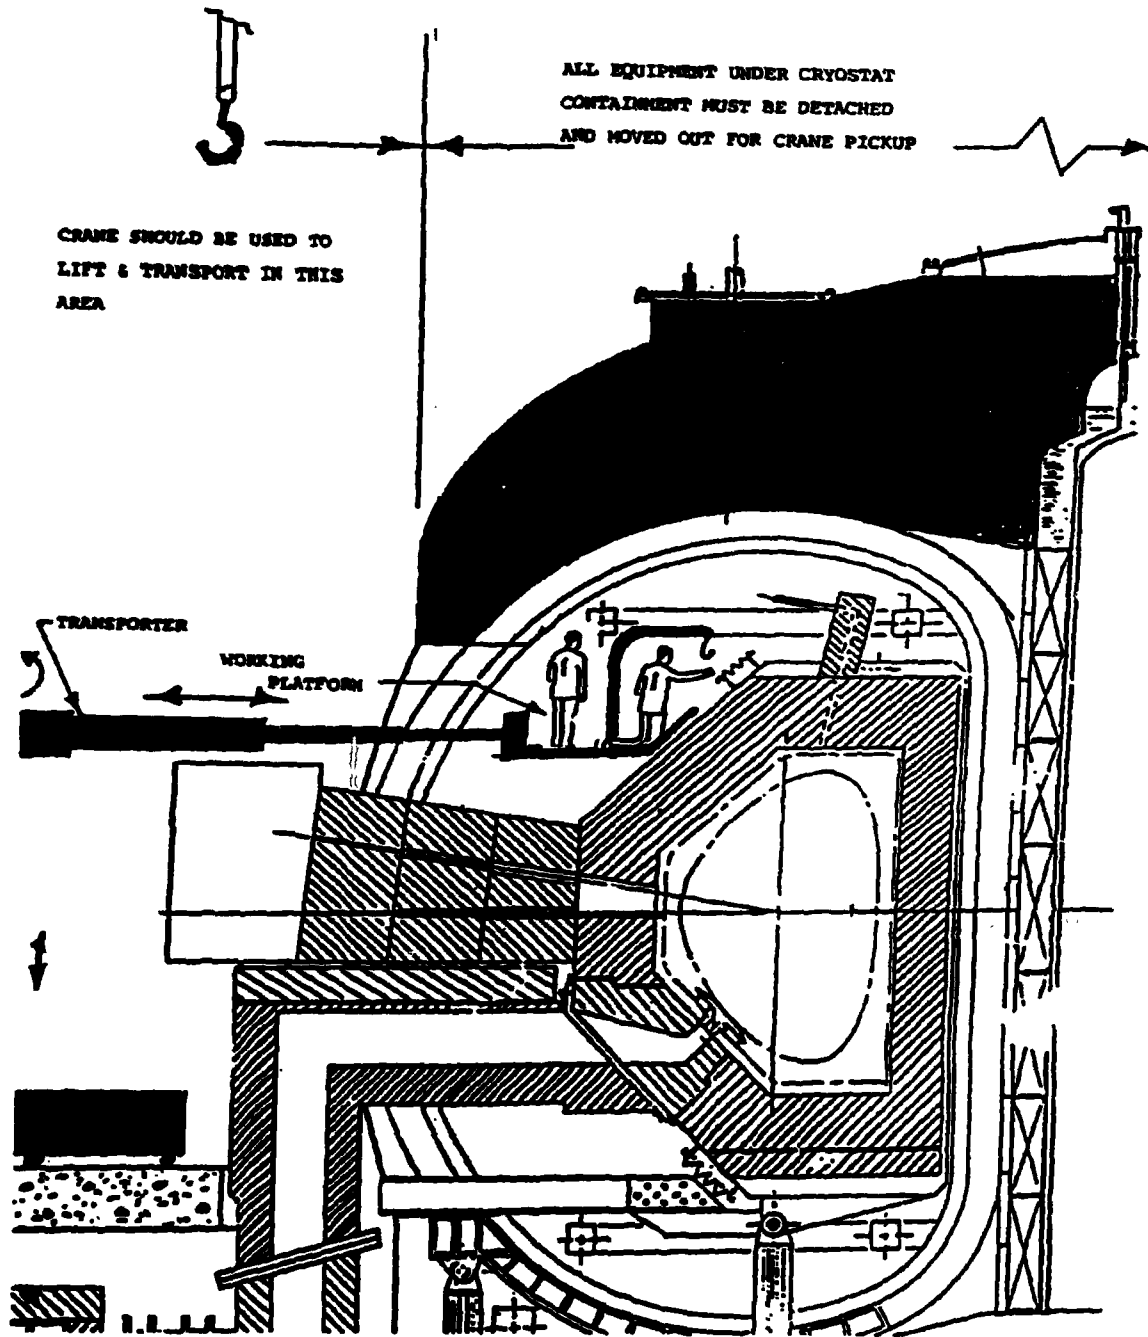 ALL EQUIPMENT UNDER CRYOSTAT
CONTAINMENT MUST BE DETACHED
AND MOVED OUT FOR CRANE PICKUP
CRANE SHOULD BE USED TO
LIFT & TRANSPORT IN THIS
AREA
TRANSPORTER
WORKING
PLATFORM